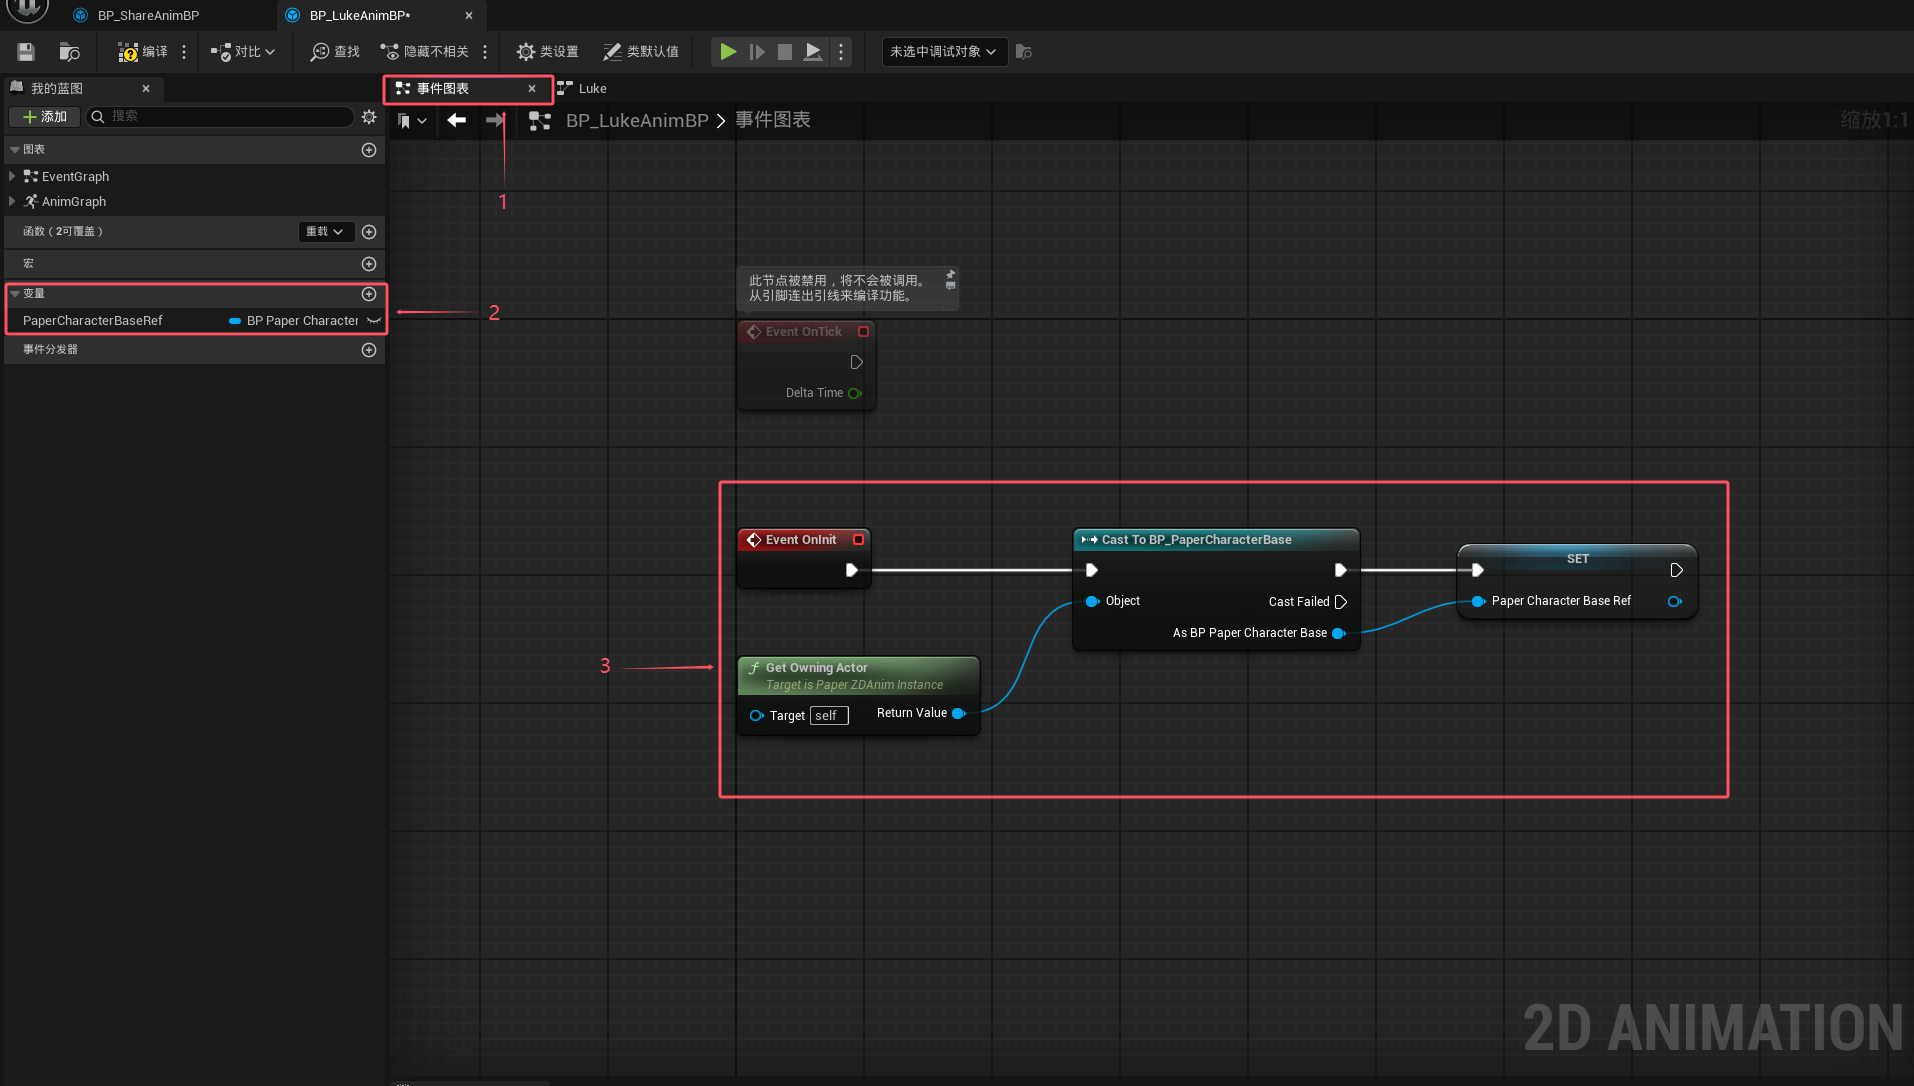 BP_ShareAnimBP
BP_LukeAnimBP*
编译
对比
查找
隐藏不相关
类设置
类默认值
未选中调试对象
我的蓝图
添加
搜索
图表
EventGraph
AnimGraph
函数（2可覆盖）
重载
宏
变量
PaperCharacterBaseRef
BP Paper Character
事件分发器
事件图表
Luke
BP_LukeAnimBP
事件图表
缩放1:1
1
2
3
此节点被禁用，将不会被调用。
从引脚连出引线来编译功能。
Event OnTick
Delta Time
Event OnInit
Cast To BP_PaperCharacterBase
Object
Cast Failed
As BP Paper Character Base
SET
Paper Character Base Ref
f Get Owning Actor
Target is Paper ZDAnim Instance
Target self
Return Value
2D ANIMATION